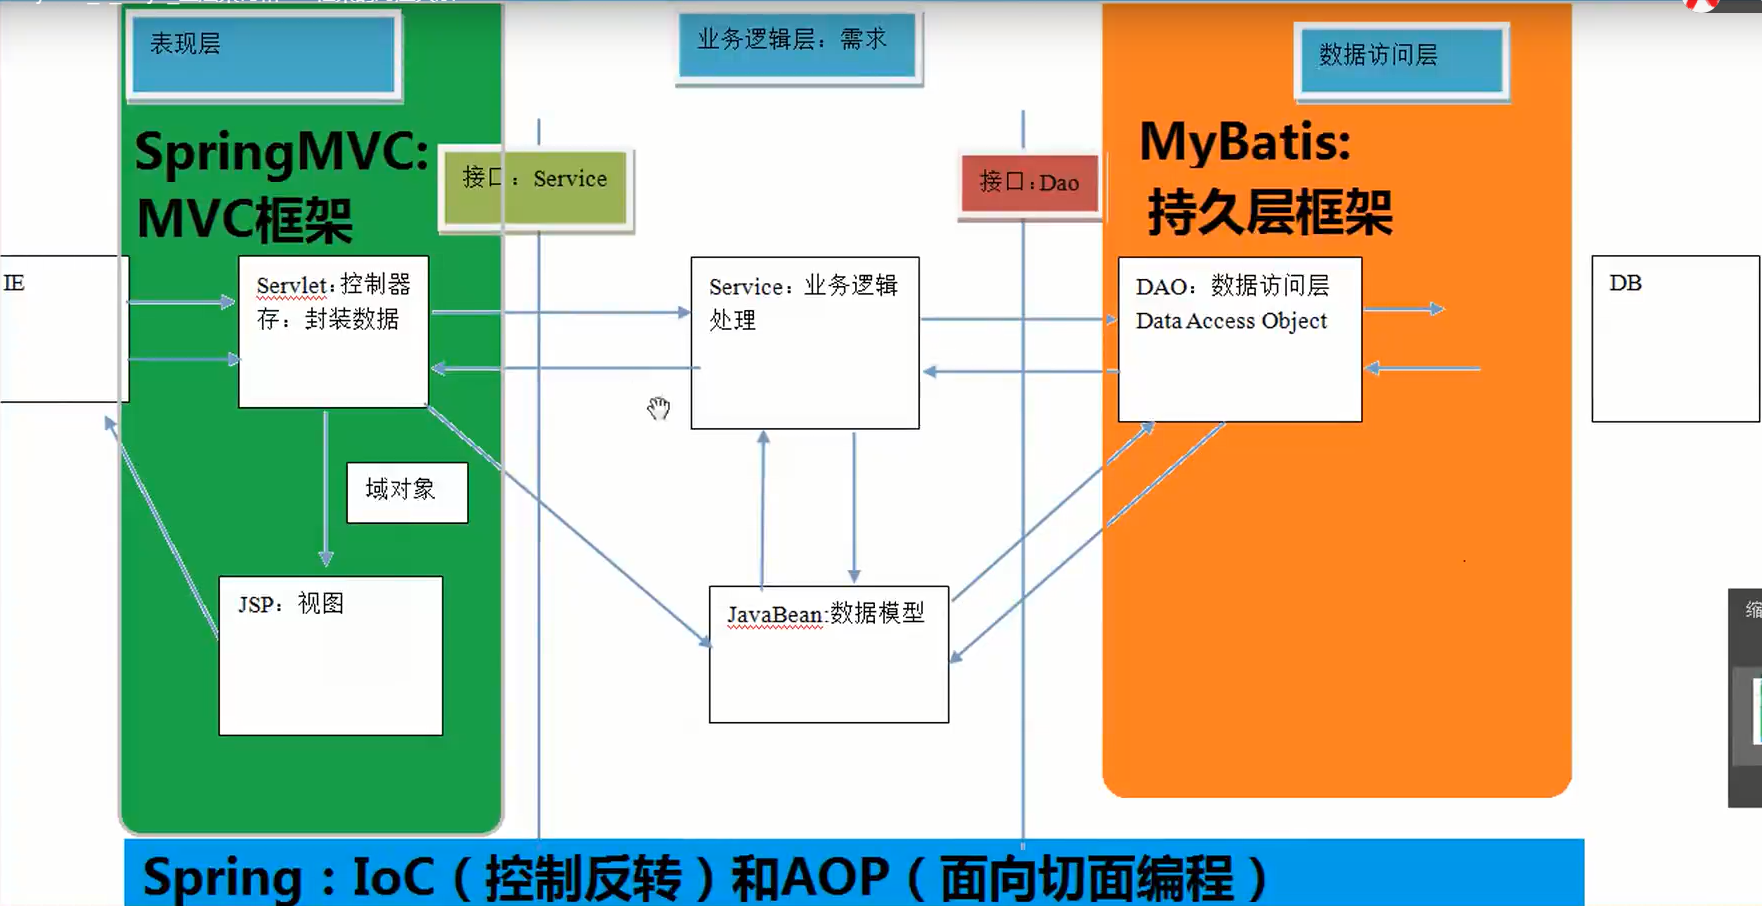 表现层
业务逻辑层：需求
数据访问层
SpringMVC:
MVC框架
接口：Service
接口:Dao
MyBatis:
持久层框架
IE
Servlet:控制器
存：封装数据
Service：业务逻辑
处理
DAO：数据访问层
Data Access Object
DB
域对象
JSP：视图
JavaBean:数据模型
缩
Spring：IoC（控制反转）和AOP（面向切面编程）